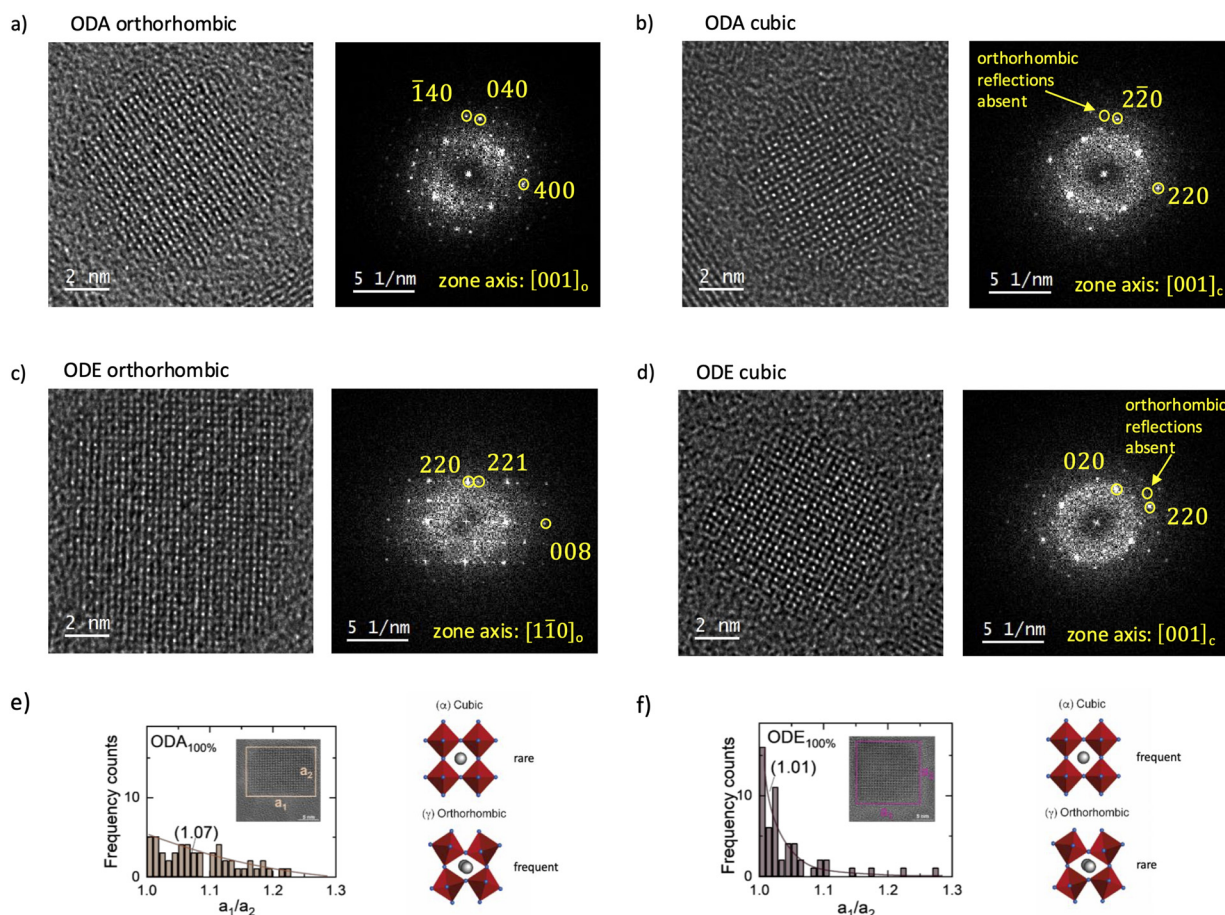 a) ODA orthorhombic
1̅40 040
400
2 nm
5 1/nm
zone axis: [001]ₒ
b) ODA cubic
orthorhombic
reflections
absent
22̅0
220
2 nm
5 1/nm
zone axis: [001]c
c) ODE orthorhombic
220 221
008
2 nm
5 1/nm
zone axis: [11̅0]ₒ
d) ODE cubic
orthorhombic
reflections
absent
020
220
2 nm
5 1/nm
zone axis: [001]c
e)
Frequency counts
10
0
ODA100%
(1.07)
a2
a1
5 nm
1.0 1.1 1.2 1.3
a1/a2
(α) Cubic
rare
(γ) Orthorhombic
frequent
f)
Frequency counts
10
0
ODE100%
(1.01)
5 nm
1.0 1.1 1.2 1.3
a1/a2
(α) Cubic
frequent
(γ) Orthorhombic
rare